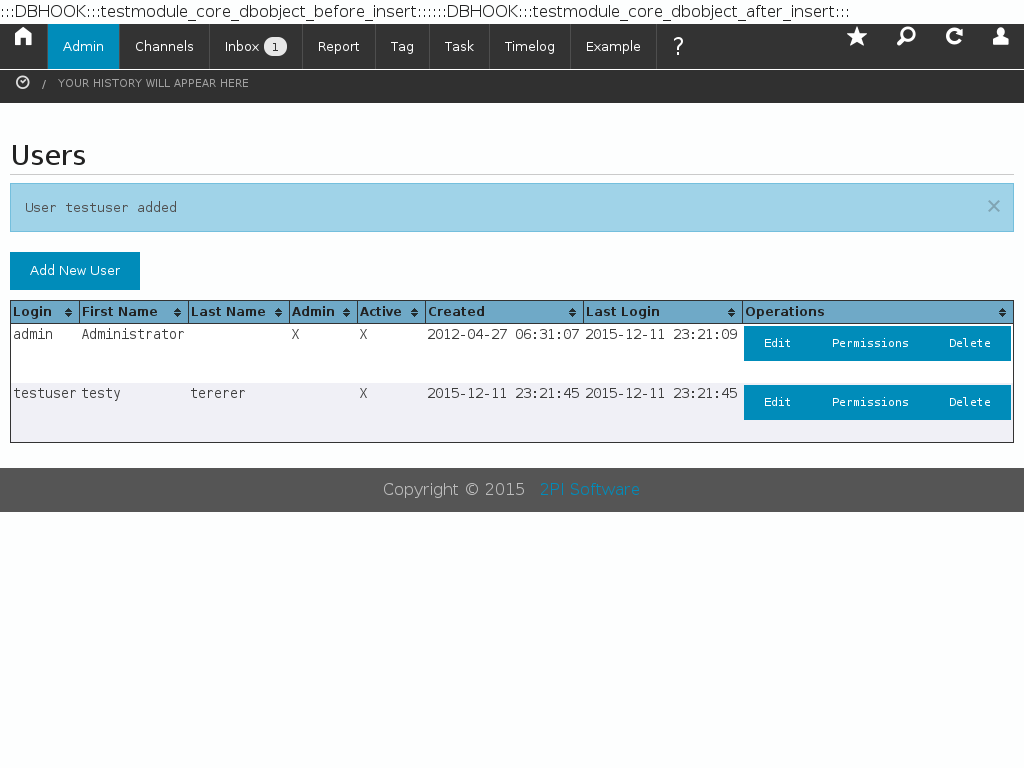 :::DBHOOK:::testmodule_core_dbobject_before_insert::::::DBHOOK:::testmodule_core_dbobject_after_insert:::
Admin Channels Inbox 1 Report Tag Task Timelog Example ?
/ YOUR HISTORY WILL APPEAR HERE
Users
User testuser added ×
Add New User
Login First Name Last Name Admin Active Created Last Login Operations
admin Administrator X X 2012-04-27 06:31:07 2015-12-11 23:21:09 Edit Permissions Delete
testuser testy tererer X 2015-12-11 23:21:45 2015-12-11 23:21:45 Edit Permissions Delete
Copyright © 2015 2PI Software